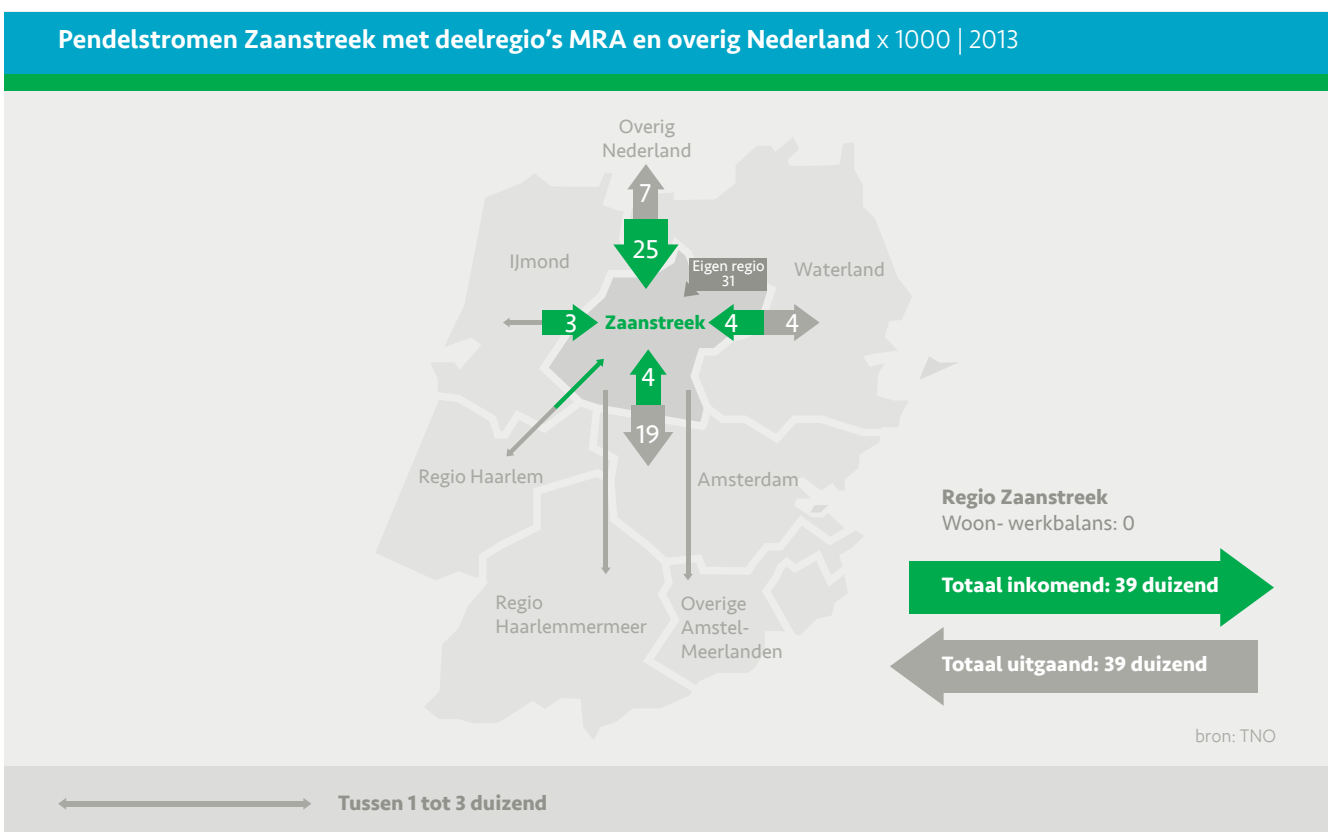 Pendelstromen Zaanstreek met deelregio's MRA en overig Nederland x 1000 | 2013
Overig
Nederland
7
25
IJmond
Eigen regio
31
Waterland
3
Zaanstreek
4
4
4
19
Regio Haarlem
Amsterdam
Regio
Haarlemmermeer
Overige
Amstel-
Meerlanden
Regio Zaanstreek
Woon- werkbalans: 0
Totaal inkomend: 39 duizend
Totaal uitgaand: 39 duizend
bron: TNO
Tussen 1 tot 3 duizend